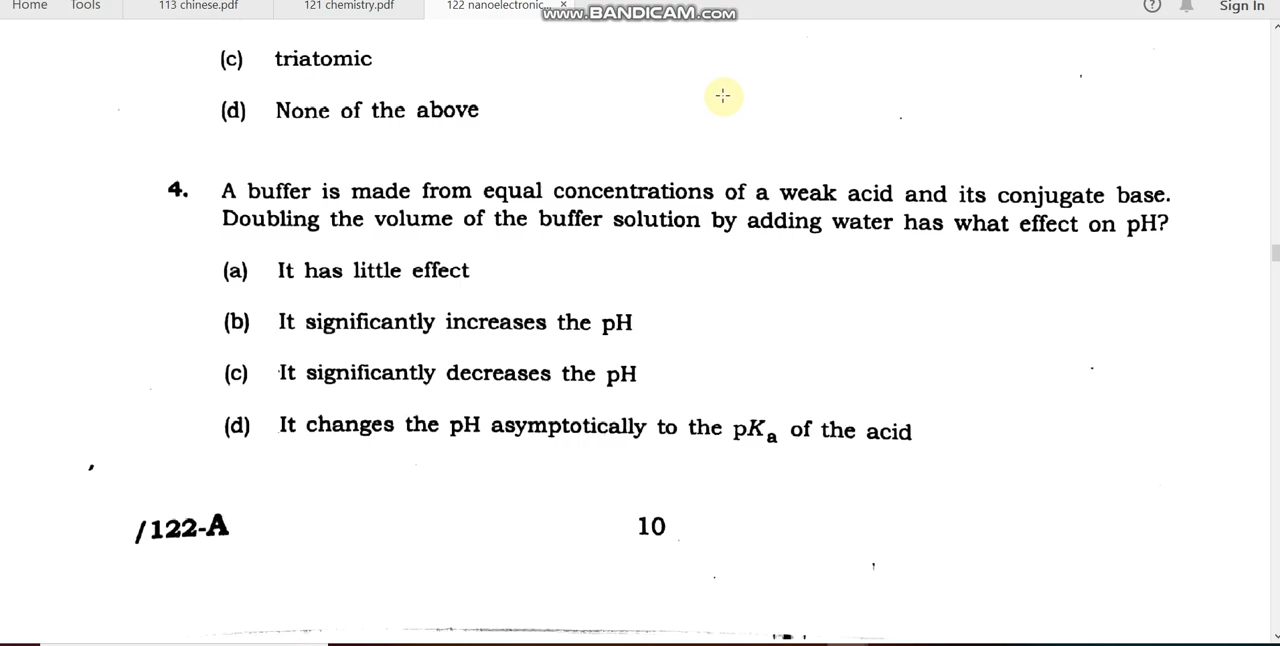 Home Tools 113 chinese.pdf 121 chemistry.pdf 122 nanoelectronic... × Sign In
www.BANDICAM.com
(c) triatomic
(d) None of the above
4. A buffer is made from equal concentrations of a weak acid and its conjugate base.
Doubling the volume of the buffer solution by adding water has what effect on pH?
(a) It has little effect
(b) It significantly increases the pH
(c) It significantly decreases the pH
(d) It changes the pH asymptotically to the pKa of the acid
/122-A 10